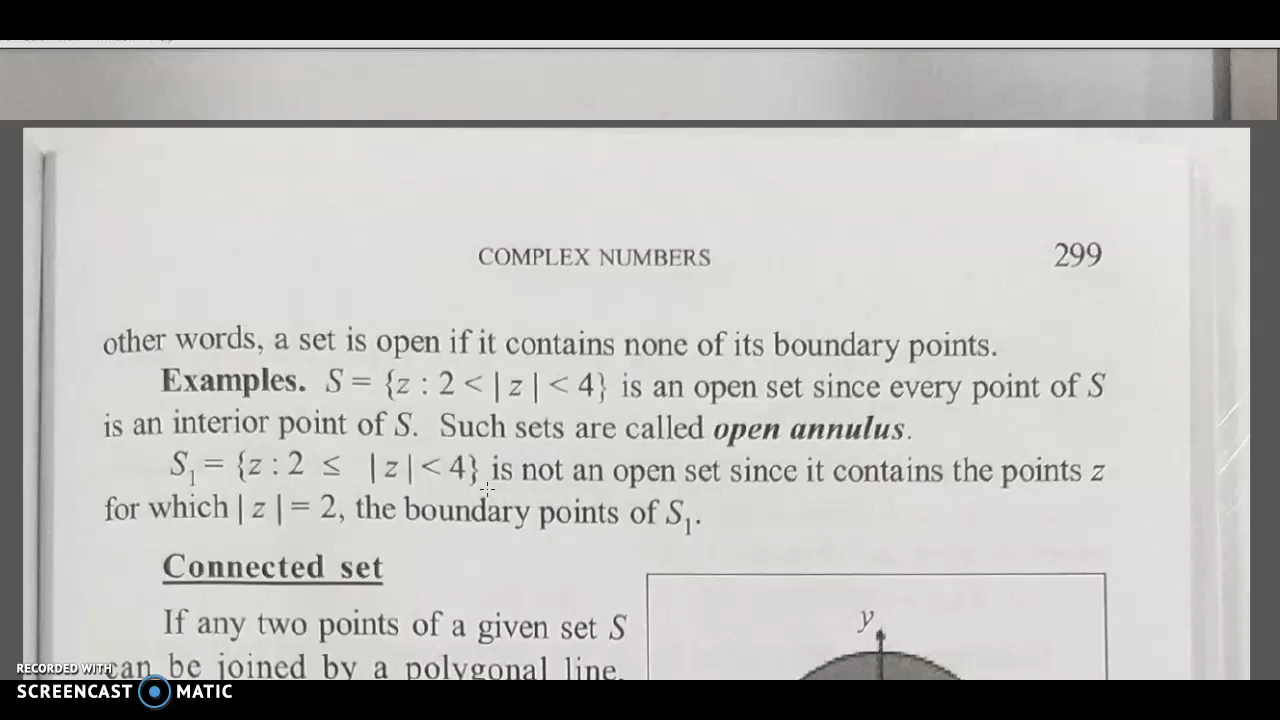 COMPLEX NUMBERS 299
other words, a set is open if it contains none of its boundary points.
Examples. S = {z : 2 < | z | < 4} is an open set since every point of S
is an interior point of S. Such sets are called open annulus.
S₁ = {z : 2 ≤ | z | < 4} is not an open set since it contains the points z
for which | z | = 2, the boundary points of S₁.
Connected set
If any two points of a given set S
can be joined by a polygonal line,
y
RECORDED WITH
SCREENCAST MATIC